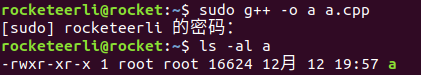 rocketeerli@rocket:~$ sudo g++ -o a a.cpp
[sudo] rocketeerli 的密码：
rocketeerli@rocket:~$ ls -al a
-rwxr-xr-x 1 root root 16624 12月 12 19:57 a